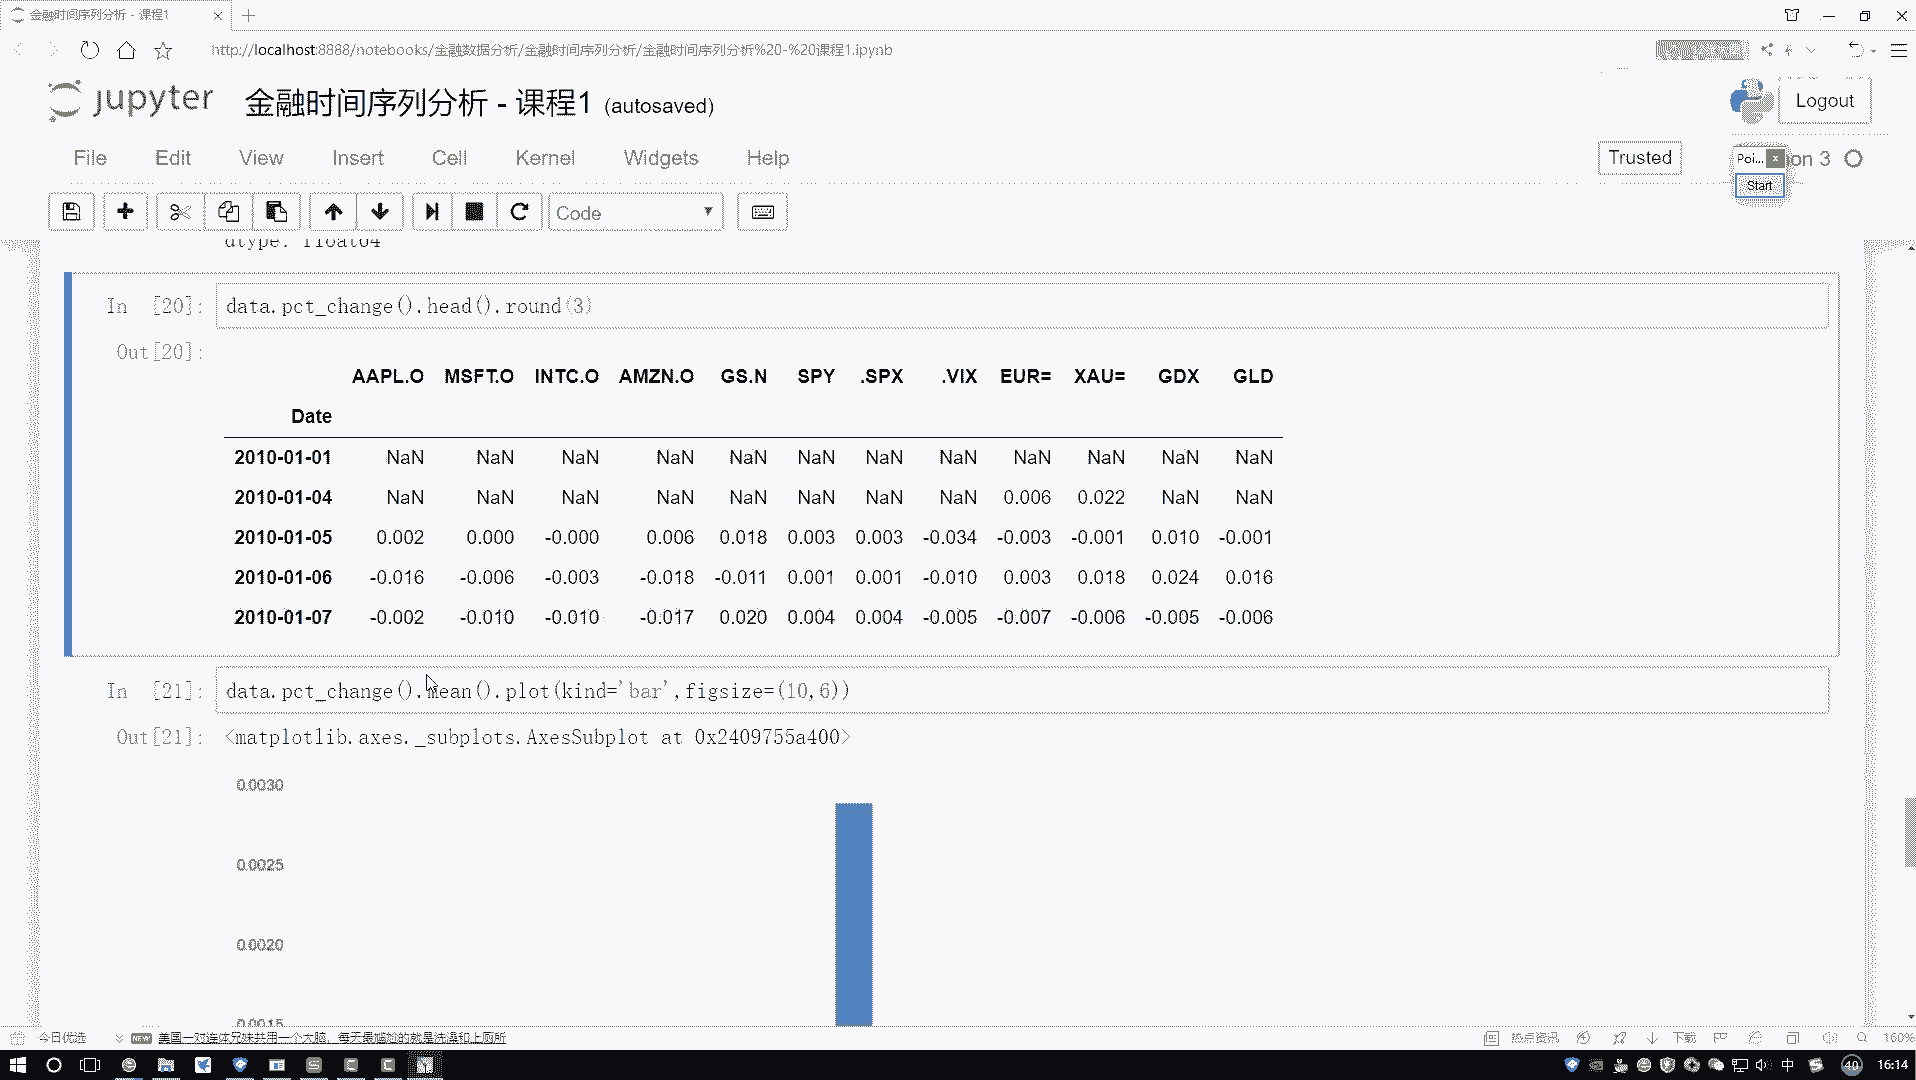 金融时间序列分析 - 课程1
http://localhost:8888/notebooks/金融数据分析/金融时间序列分析/金融时间序列分析%20-%20课程1.ipynb
jupyter 金融时间序列分析 - 课程1 (autosaved)
Logout
File Edit View Insert Cell Kernel Widgets Help
Trusted
Poi... x on 3
Start
Code
dtype: float64
In [20]: data.pct_change().head().round(3)
Out[20]:
AAPL.O MSFT.O INTC.O AMZN.O GS.N SPY .SPX .VIX EUR= XAU= GDX GLD
Date
2010-01-01 NaN NaN NaN NaN NaN NaN NaN NaN NaN NaN NaN NaN
2010-01-04 NaN NaN NaN NaN NaN NaN NaN NaN 0.006 0.022 NaN NaN
2010-01-05 0.002 0.000 -0.000 0.006 0.018 0.003 0.003 -0.034 -0.003 -0.001 0.010 -0.001
2010-01-06 -0.016 -0.006 -0.003 -0.018 -0.011 0.001 0.001 -0.010 0.003 0.018 0.024 0.016
2010-01-07 -0.002 -0.010 -0.010 -0.017 0.020 0.004 0.004 -0.005 -0.007 -0.006 -0.005 -0.006
In [21]: data.pct_change().mean().plot(kind='bar',figsize=(10,6))
Out[21]: <matplotlib.axes._subplots.AxesSubplot at 0x2409755a400>
0.0030
0.0025
0.0020
0.0015
今日优选 NEW 美国一对连体兄妹共用一个大脑，每天最尴尬的就是洗澡和上厕所 热点资讯 下载 160%
中 40 16:14